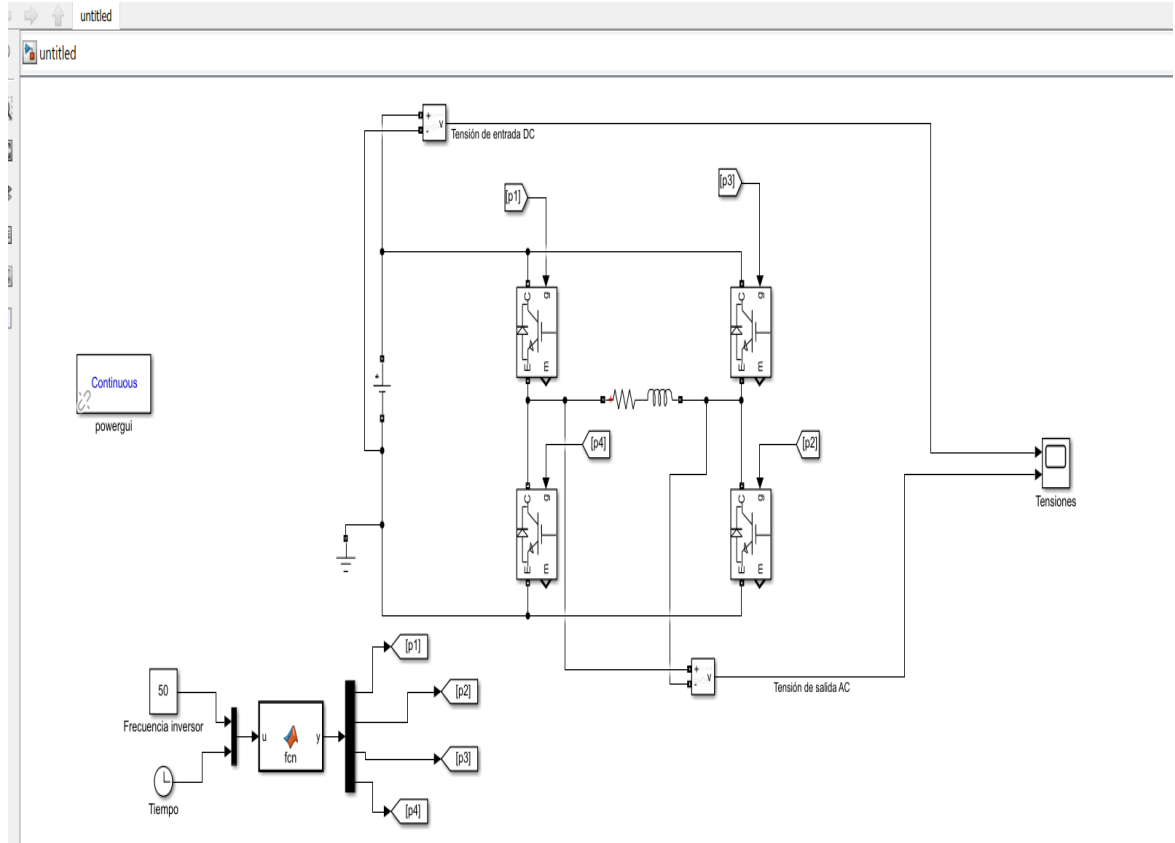 untitled
untitled
+
-
v
Tensión de entrada DC
[p1]
[p3]
C
g
E
m
C
g
E
m
Continuous
powergui
+
[p4]
[p2]
C
g
E
m
C
g
E
m
Tensiones
[p1]
50
Frecuencia inversor
[p2]
+
-
v
Tensión de salida AC
u
y
fcn
[p3]
Tiempo
[p4]